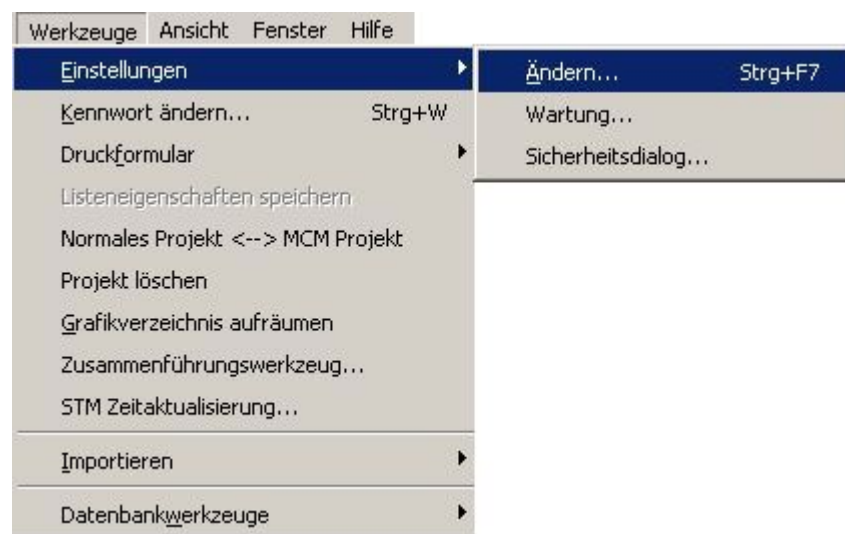 Werkzeuge Ansicht Fenster Hilfe
Einstellungen
Ändern... Strg+F7
Kennwort ändern... Strg+W
Wartung...
Druckformular
Sicherheitsdialog...
Listeneigenschaften speichern
Normales Projekt <--> MCM Projekt
Projekt löschen
Grafikverzeichnis aufräumen
Zusammenführungswerkzeug...
STM Zeitaktualisierung...
Importieren
Datenbankwerkzeuge